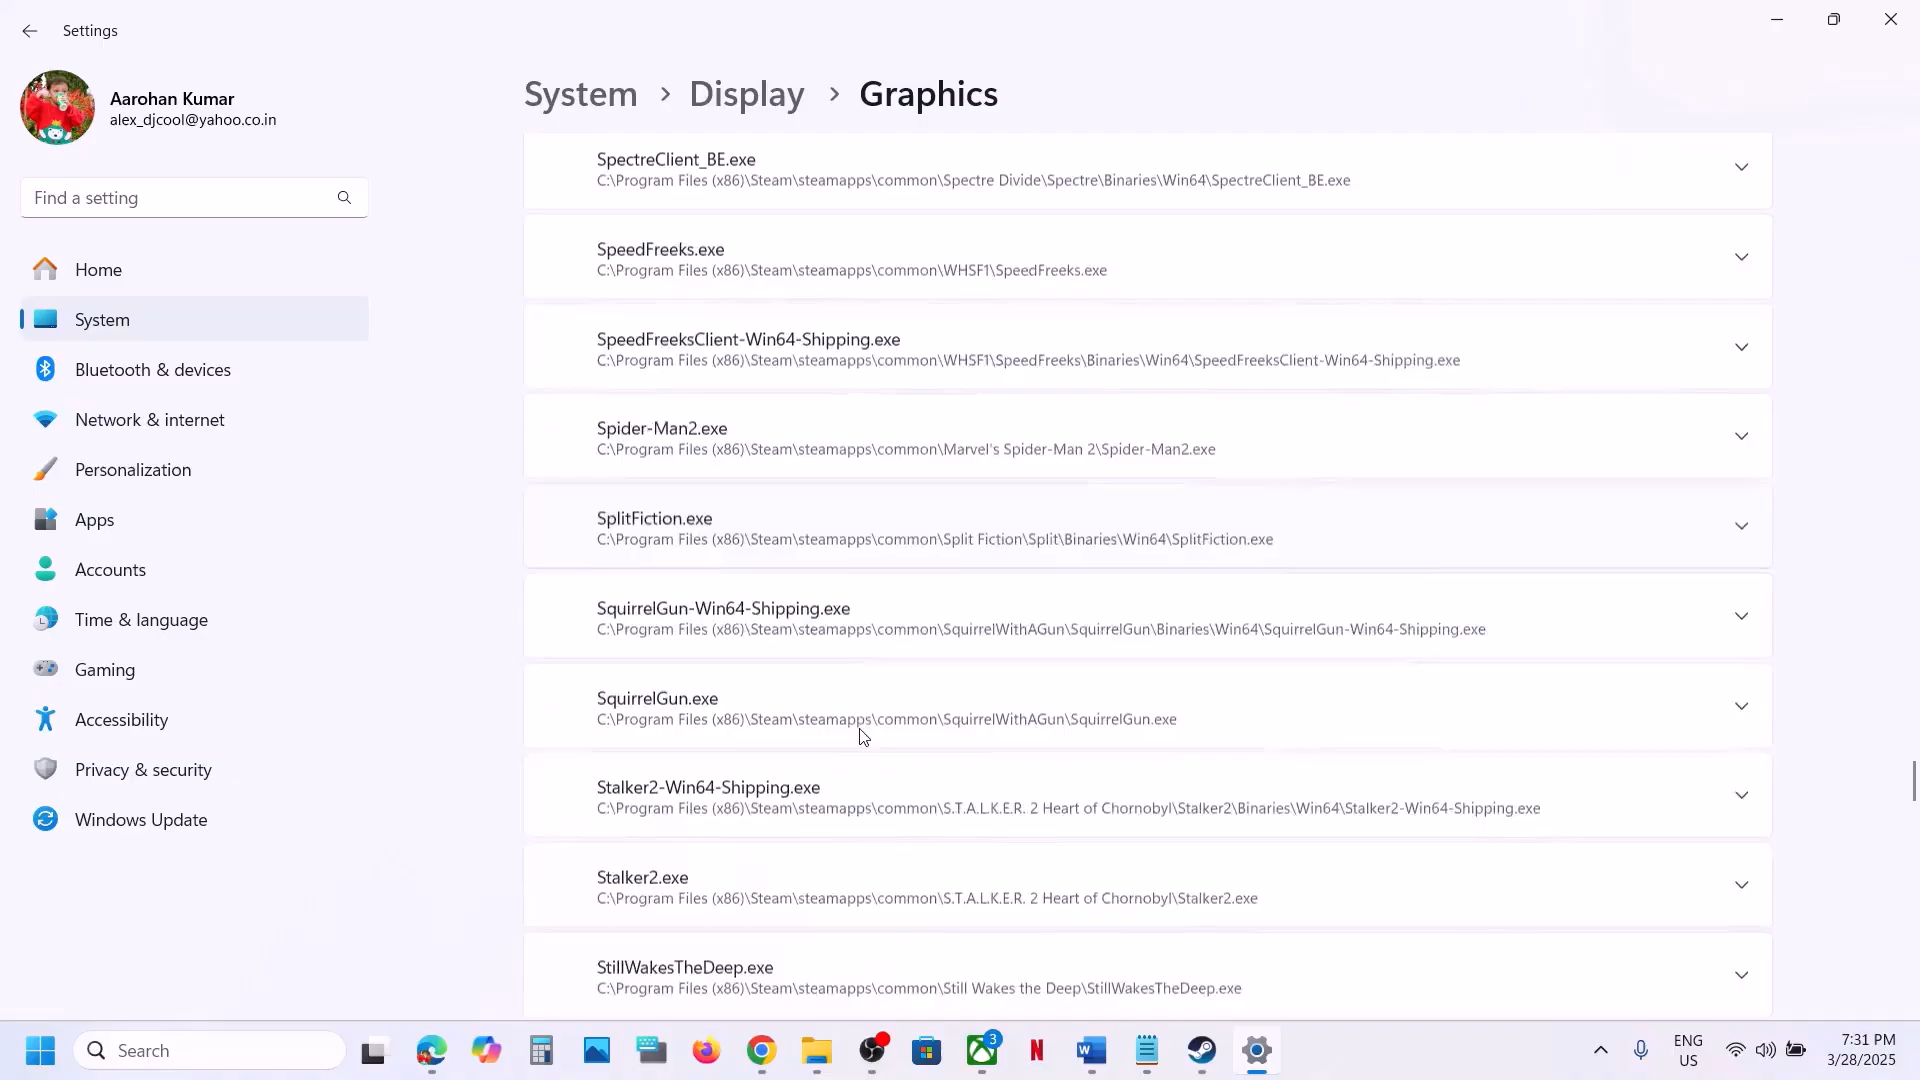 Settings
Aarohan Kumar
alex_djcool@yahoo.co.in
Find a setting
Home
System
Bluetooth & devices
Network & internet
Personalization
Apps
Accounts
Time & language
Gaming
Accessibility
Privacy & security
Windows Update
System > Display > Graphics
SpectreClient_BE.exe
C:\Program Files (x86)\Steam\steamapps\common\Spectre Divide\Spectre\Binaries\Win64\SpectreClient_BE.exe
SpeedFreeks.exe
C:\Program Files (x86)\Steam\steamapps\common\WHSF1\SpeedFreeks.exe
SpeedFreeksClient-Win64-Shipping.exe
C:\Program Files (x86)\Steam\steamapps\common\WHSF1\SpeedFreeks\Binaries\Win64\SpeedFreeksClient-Win64-Shipping.exe
Spider-Man2.exe
C:\Program Files (x86)\Steam\steamapps\common\Marvel's Spider-Man 2\Spider-Man2.exe
SplitFiction.exe
C:\Program Files (x86)\Steam\steamapps\common\Split Fiction\Split\Binaries\Win64\SplitFiction.exe
SquirrelGun-Win64-Shipping.exe
C:\Program Files (x86)\Steam\steamapps\common\SquirrelWithAGun\SquirrelGun\Binaries\Win64\SquirrelGun-Win64-Shipping.exe
SquirrelGun.exe
C:\Program Files (x86)\Steam\steamapps\common\SquirrelWithAGun\SquirrelGun.exe
Stalker2-Win64-Shipping.exe
C:\Program Files (x86)\Steam\steamapps\common\S.T.A.L.K.E.R. 2 Heart of Chornobyl\Stalker2\Binaries\Win64\Stalker2-Win64-Shipping.exe
Stalker2.exe
C:\Program Files (x86)\Steam\steamapps\common\S.T.A.L.K.E.R. 2 Heart of Chornobyl\Stalker2.exe
StillWakesTheDeep.exe
C:\Program Files (x86)\Steam\steamapps\common\Still Wakes the Deep\StillWakesTheDeep.exe
Search
3
ENG
US
7:31 PM
3/28/2025